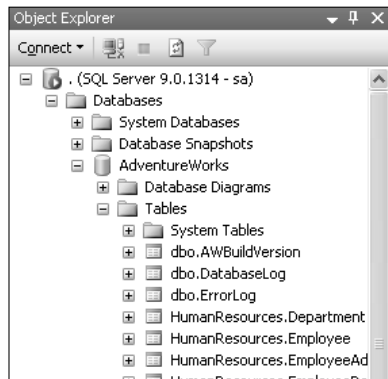 Object Explorer
Connect
. (SQL Server 9.0.1314 - sa)
Databases
System Databases
Database Snapshots
AdventureWorks
Database Diagrams
Tables
System Tables
dbo.AWBuildVersion
dbo.DatabaseLog
dbo.ErrorLog
HumanResources.Department
HumanResources.Employee
HumanResources.EmployeeAd